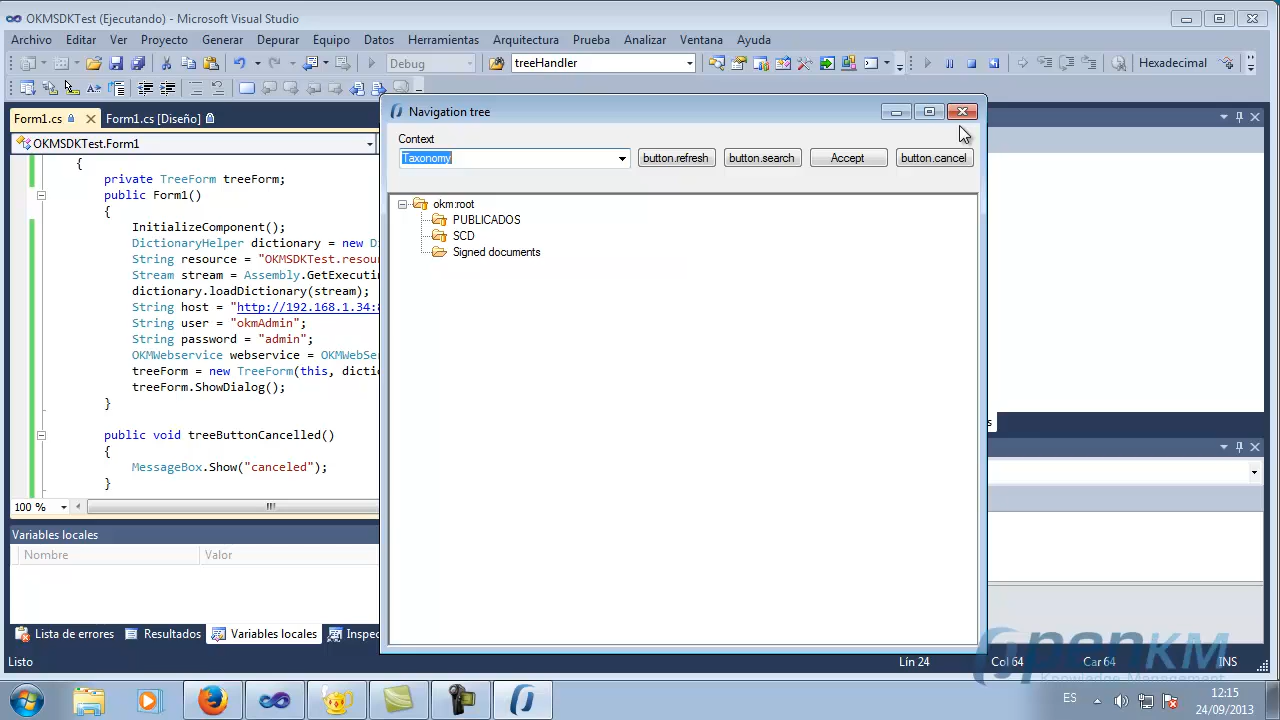 OKMSDKTest (Ejecutando) - Microsoft Visual Studio
Archivo Editar Ver Proyecto Generar Depurar Equipo Datos Herramientas Arquitectura Prueba Analizar Ventana Ayuda
Debug treeHandler Hexadecimal
Form1.cs Form1.cs [Diseño]
OKMSDKTest.Form1
{
private TreeForm treeForm;
public Form1()
{
InitializeComponent();
DictionaryHelper dictionary = new Di
String resource = "OKMSDKTest.resour
Stream stream = Assembly.GetExecutin
dictionary.loadDictionary(stream);
String host = "http://192.168.1.34:8
String user = "okmAdmin";
String password = "admin";
OKMWebservice webservice = OKMWebSer
treeForm = new TreeForm(this, dictio
treeForm.ShowDialog();
}
public void treeButtonCancelled()
{
MessageBox.Show("canceled");
}
100 %
Navigation tree
Context
Taxonomy button.refresh button.search Accept button.cancel
okm:root
PUBLICADOS
SCD
Signed documents
Variables locales
Nombre Valor
Lista de errores Resultados Variables locales Inspec
Listo Lín 24 Col 64 Car 64 INS
OpenKM
Knowledge Management
ES 12:15
24/09/2013